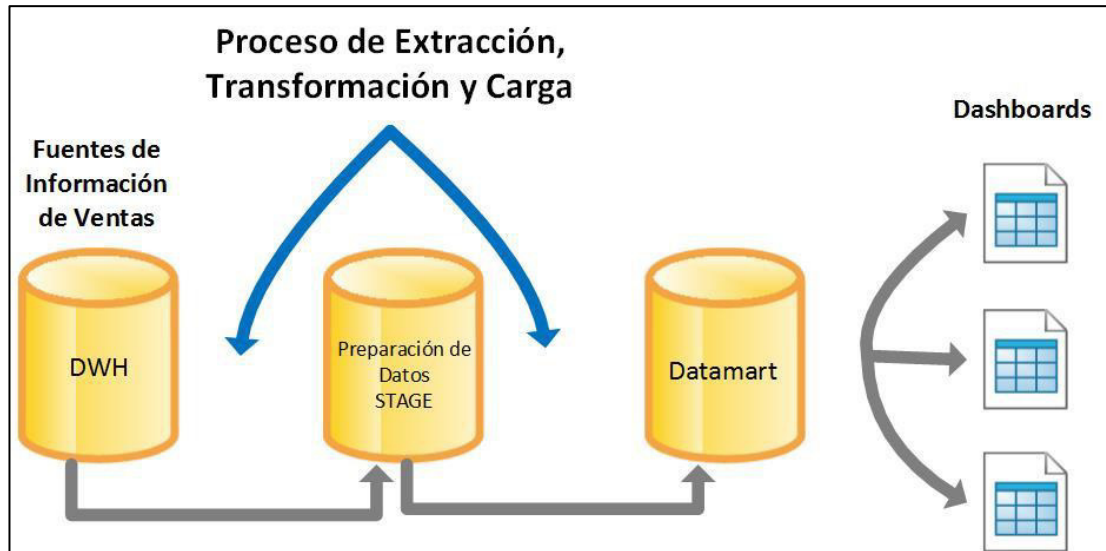 Proceso de Extracción,
Transformación y Carga
Dashboards
Fuentes de
Información
de Ventas
DWH
Preparación de
Datos
STAGE
Datamart